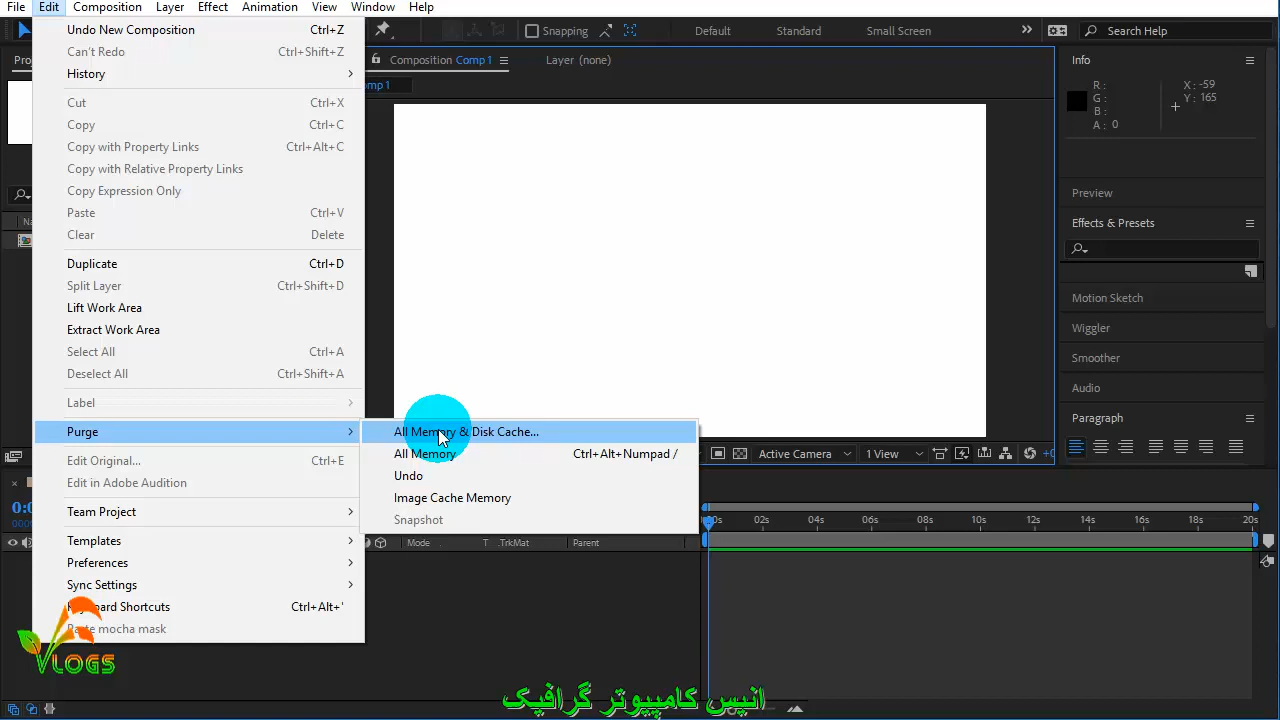 File Edit Composition Layer Effect Animation View Window Help
Snapping Default Standard Small Screen » Search Help
Composition Comp 1 Layer (none)
Info
R :
G :
B :
A : 0
X : -59
Y : 165
Preview
Effects & Presets
Motion Sketch
Wiggler
Smoother
Audio
Paragraph
Undo New Composition Ctrl+Z
Can't Redo Ctrl+Shift+Z
History
Cut Ctrl+X
Copy Ctrl+C
Copy with Property Links Ctrl+Alt+C
Copy with Relative Property Links
Copy Expression Only
Paste Ctrl+V
Clear Delete
Duplicate Ctrl+D
Split Layer Ctrl+Shift+D
Lift Work Area
Extract Work Area
Select All Ctrl+A
Deselect All Ctrl+Shift+A
Label
Purge
Edit Original... Ctrl+E
Edit in Adobe Audition
Team Project
Templates
Preferences
Sync Settings
Keyboard Shortcuts Ctrl+Alt+'
mocha mask
All Memory & Disk Cache...
All Memory Ctrl+Alt+Numpad /
Undo
Image Cache Memory
Snapshot
Active Camera 1 View
02s 04s 06s 08s 10s 12s 14s 16s 18s 20s
Mode T .TrkMat Parent
VLOGS
انیس کامپیوٹر گرافیک